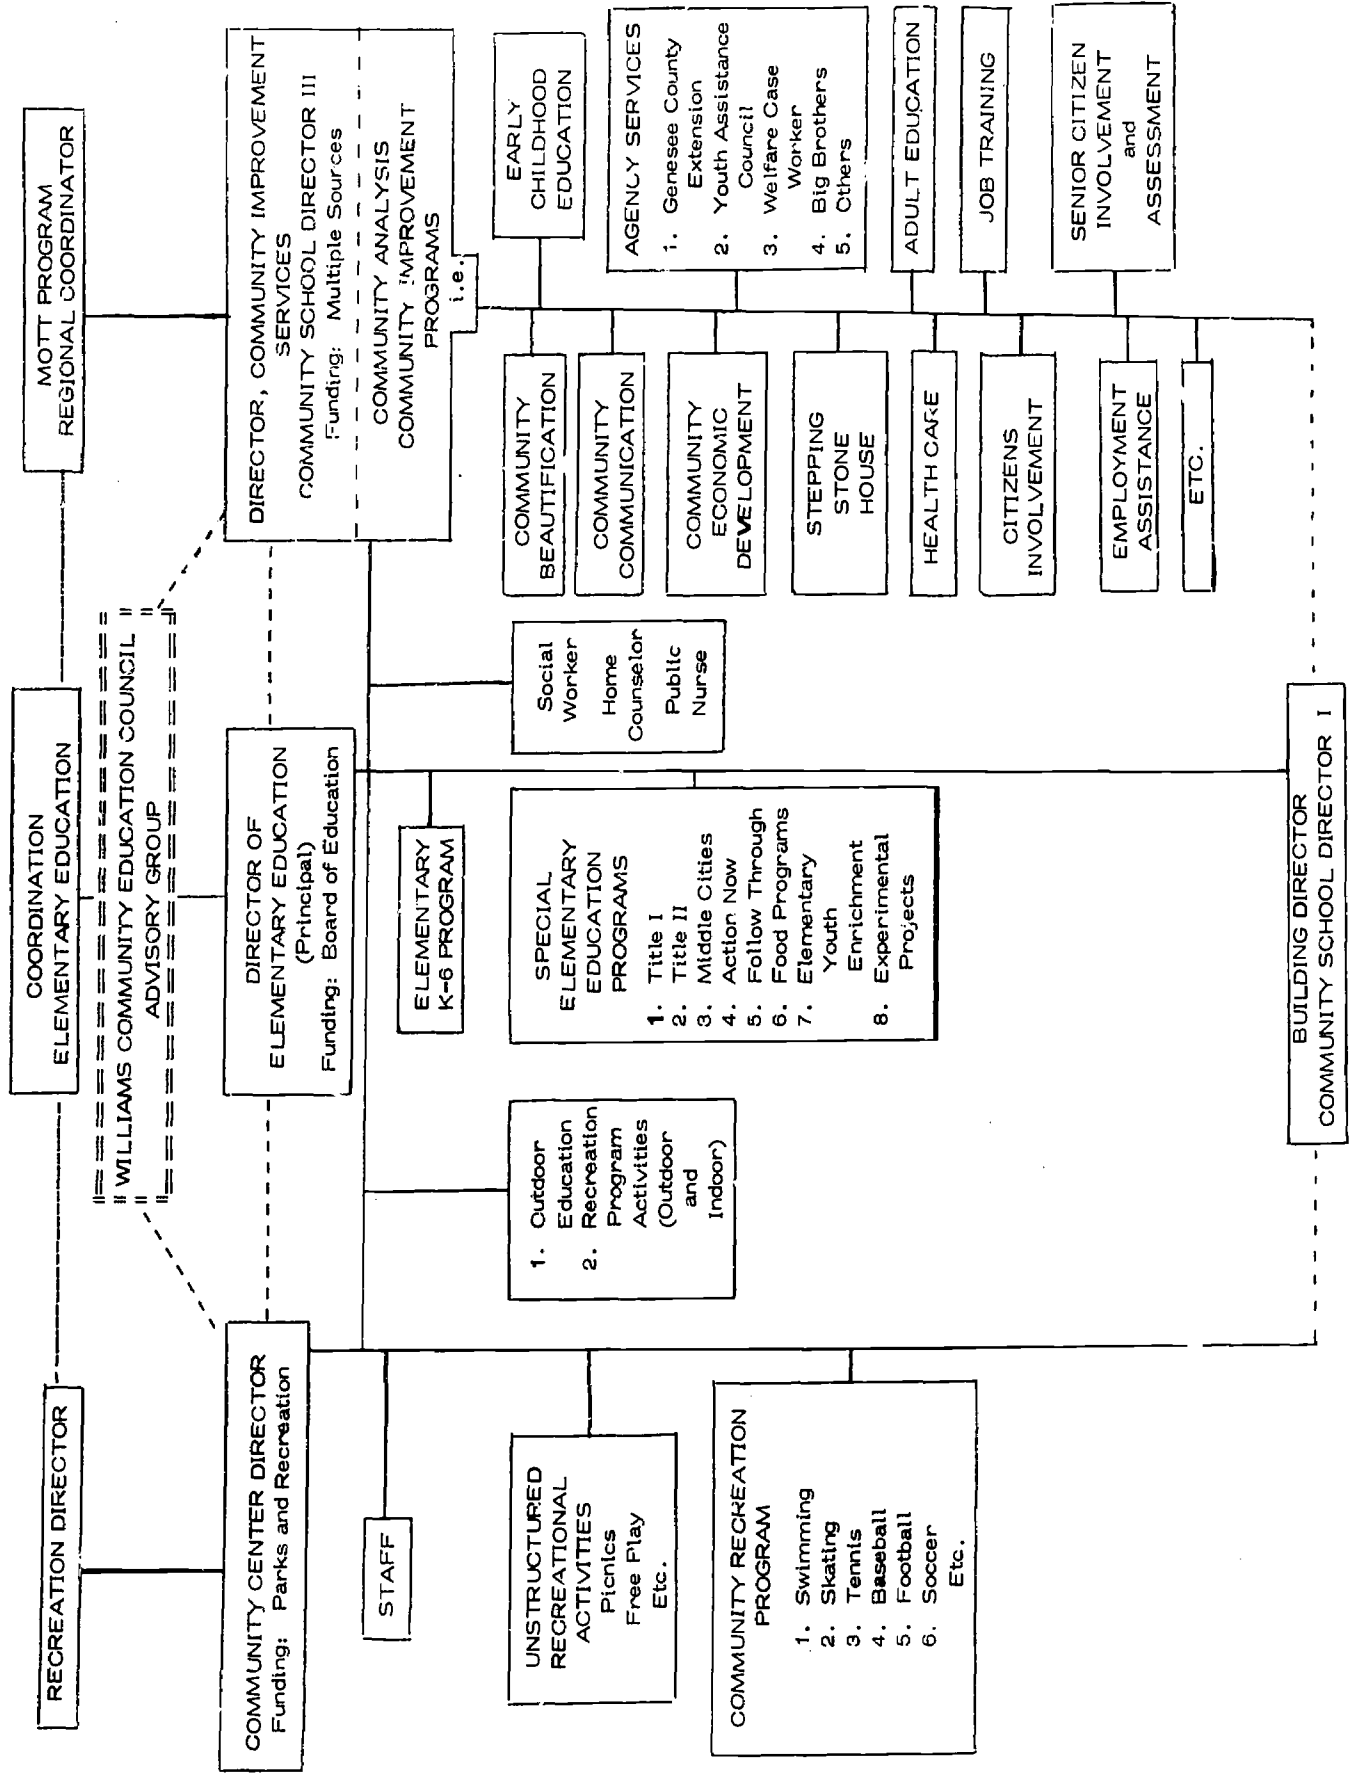 RECREATION DIRECTOR
COORDINATION
ELEMENTARY EDUCATION
MOTT PROGRAM
REGIONAL COORDINATOR
WILLIAMS COMMUNITY EDUCATION COUNCIL
ADVISORY GROUP
COMMUNITY CENTER DIRECTOR
Funding: Parks and Recreation
DIRECTOR OF
ELEMENTARY EDUCATION
(Principal)
Funding: Board of Education
DIRECTOR, COMMUNITY IMPROVEMENT
SERVICES
COMMUNITY SCHOOL DIRECTOR III
Funding: Multiple Sources
COMMUNITY ANALYSIS
COMMUNITY IMPROVEMENT
PROGRAMS
i.e.
STAFF
UNSTRUCTURED
RECREATIONAL
ACTIVITIES
Picnics
Free Play
Etc.
COMMUNITY RECREATION
PROGRAM
1. Swimming
2. Skating
3. Tennis
4. Baseball
5. Football
6. Soccer
Etc.
1. Outdoor
Education
2. Recreation
Program
Activities
(Outdoor
and
Indoor)
ELEMENTARY
K-6 PROGRAM
SPECIAL
ELEMENTARY
EDUCATION
PROGRAMS
1. Title I
2. Title II
3. Middle Cities
4. Action Now
5. Follow Through
6. Food Programs
7. Elementary
Youth
Enrichment
8. Experimental
Projects
Social
Worker
Home
Counselor
Public
Nurse
COMMUNITY
BEAUTIFICATION
COMMUNITY
COMMUNICATION
COMMUNITY
ECONOMIC
DEVELOPMENT
STEPPING
STONE
HOUSE
HEALTH CARE
CITIZENS
INVOLVEMENT
EMPLOYMENT
ASSISTANCE
ETC.
EARLY
CHILDHOOD
EDUCATION
AGENCY SERVICES
1. Genesee County
Extension
2. Youth Assistance
Council
3. Welfare Case
Worker
4. Big Brothers
5. Others
ADULT EDUCATION
JOB TRAINING
SENIOR CITIZEN
INVOLVEMENT
and
ASSESSMENT
BUILDING DIRECTOR
COMMUNITY SCHOOL DIRECTOR I